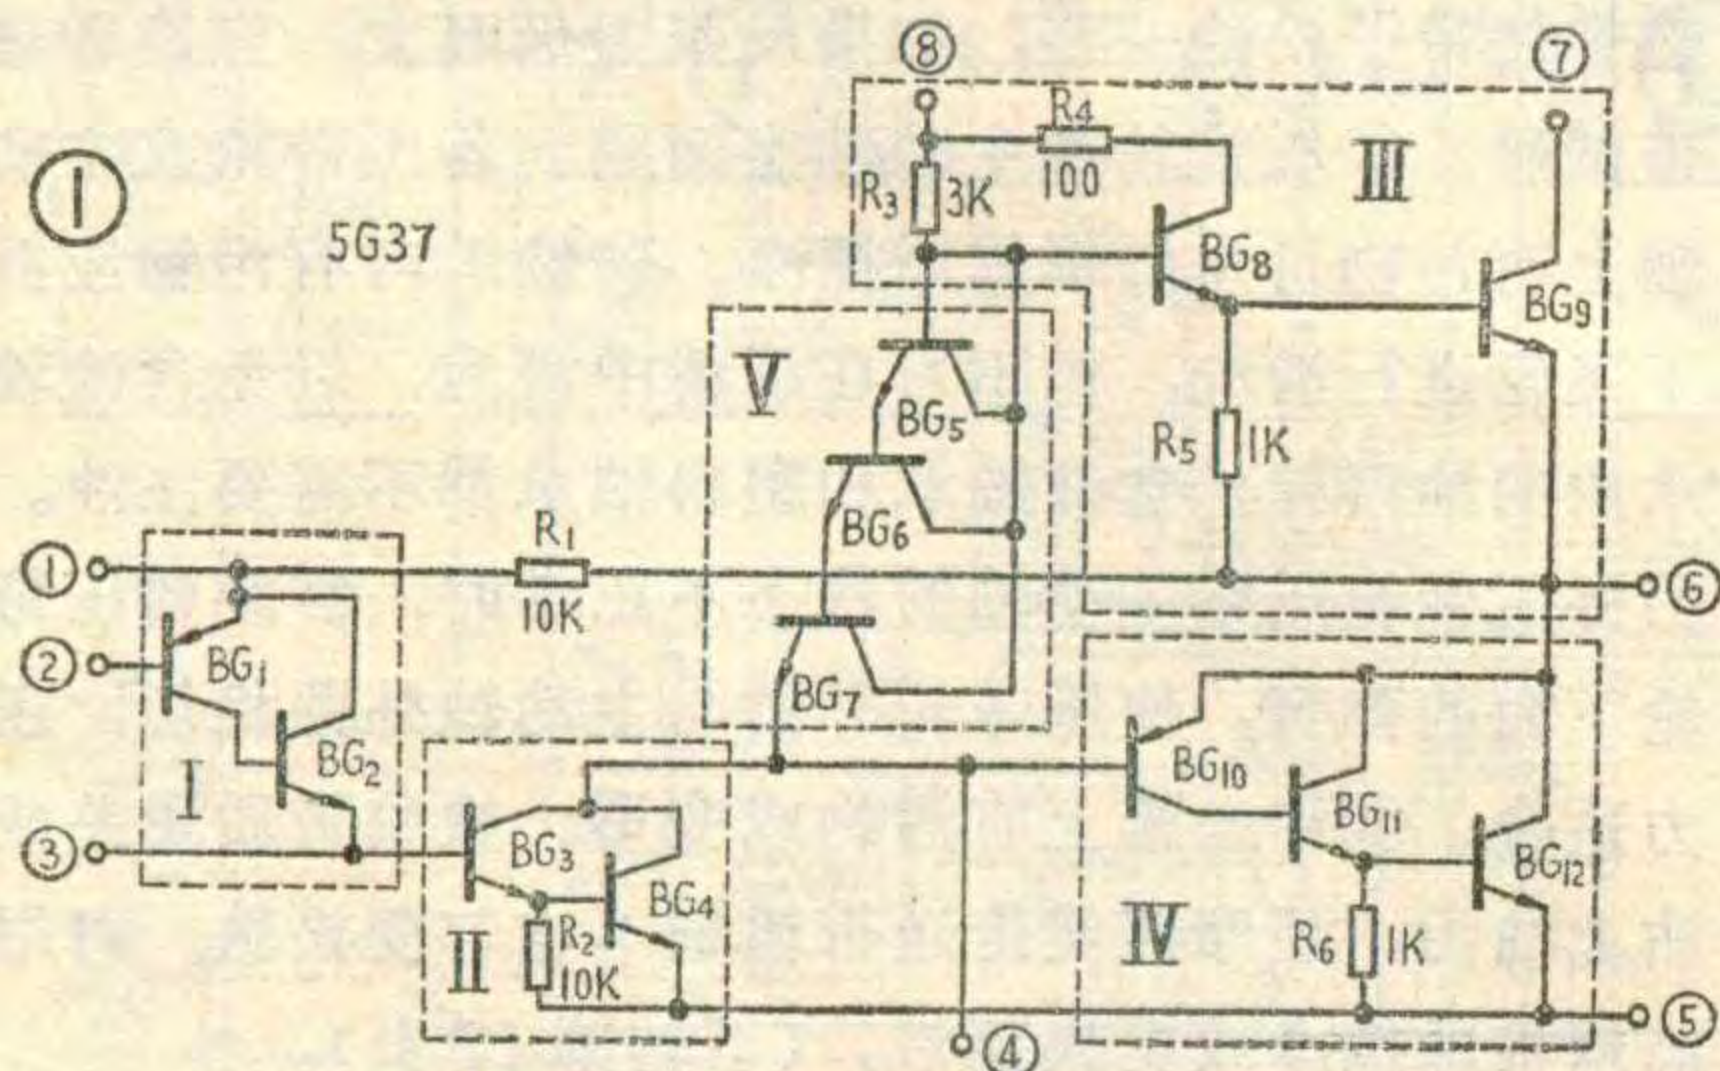 ①
5G37
⑧
⑦
R₄
100
III
R₃
3K
BG₈
BG₉
V
BG₅
R₅
1K
BG₆
①
R₁
10K
⑥
②
BG₁
BG₇
BG₂
BG₁₀
I
BG₁₁
③
BG₃
BG₁₂
BG₄
II
R₂
10K
IV
R₆
1K
④
⑤